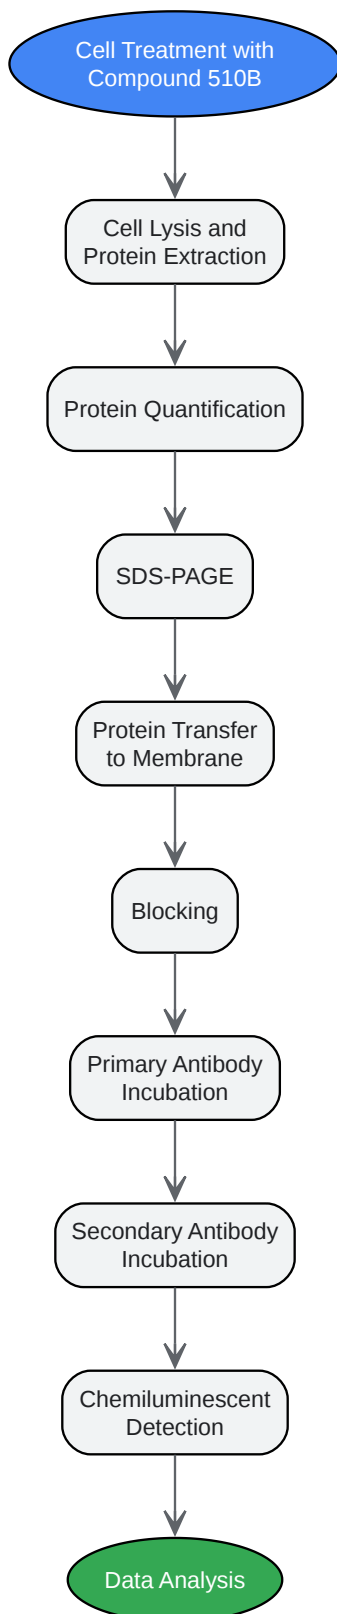 Cell Treatment with
Compound 510B
Cell Lysis and
Protein Extraction
Protein Quantification
SDS-PAGE
Protein Transfer
to Membrane
Blocking
Primary Antibody
Incubation
Secondary Antibody
Incubation
Chemiluminescent
Detection
Data Analysis